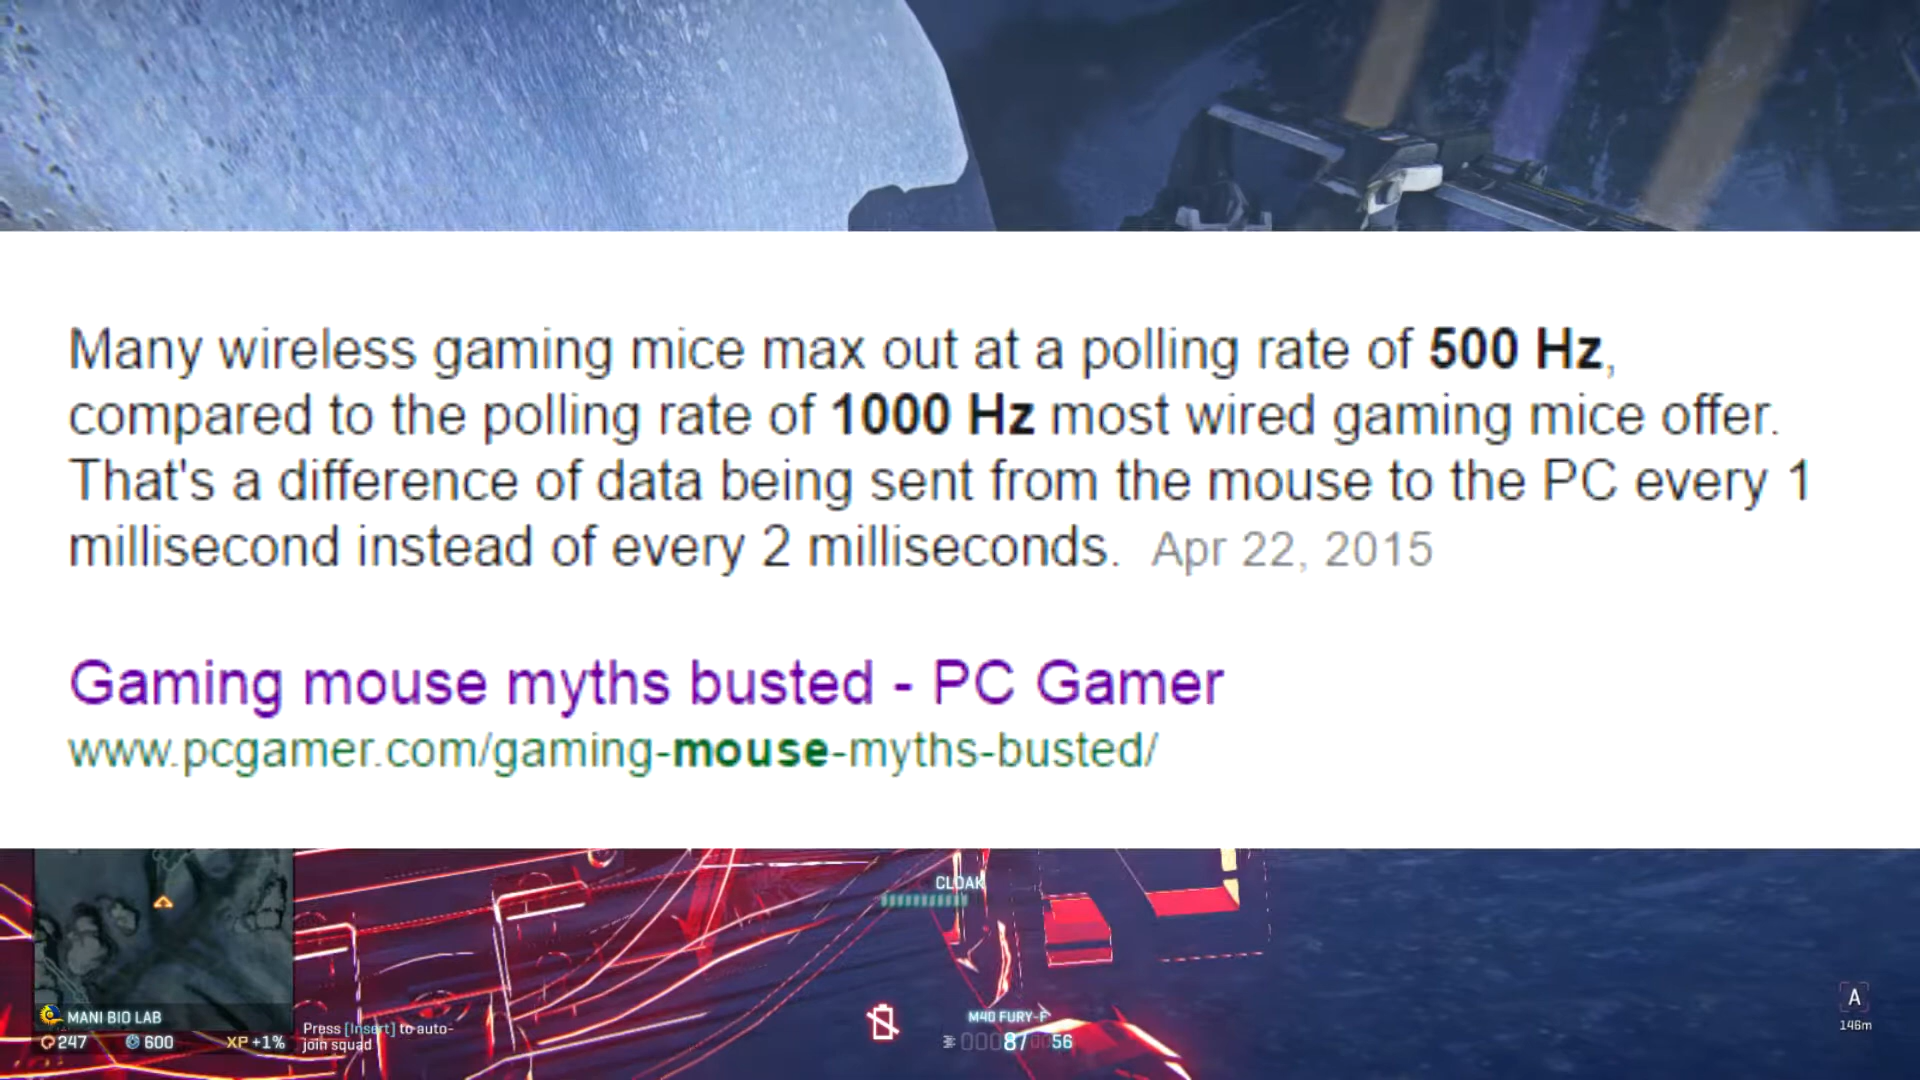 Many wireless gaming mice max out at a polling rate of 500 Hz,
compared to the polling rate of 1000 Hz most wired gaming mice offer.
That's a difference of data being sent from the mouse to the PC every 1
millisecond instead of every 2 milliseconds. Apr 22, 2015
Gaming mouse myths busted - PC Gamer
www.pcgamer.com/gaming-mouse-myths-busted/
CLOAK
MANI BIO LAB
247 600 XP +1%
Press [Insert] to auto-
join squad
M40 FURY-F
0008/0056
A
146m